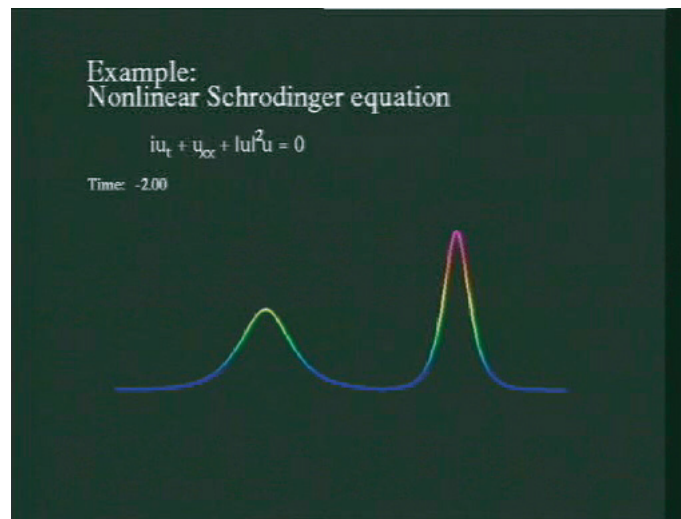 Example:
Nonlinear Schrodinger equation
iu_t + u_xx + |u|^2u = 0
Time: -2.00